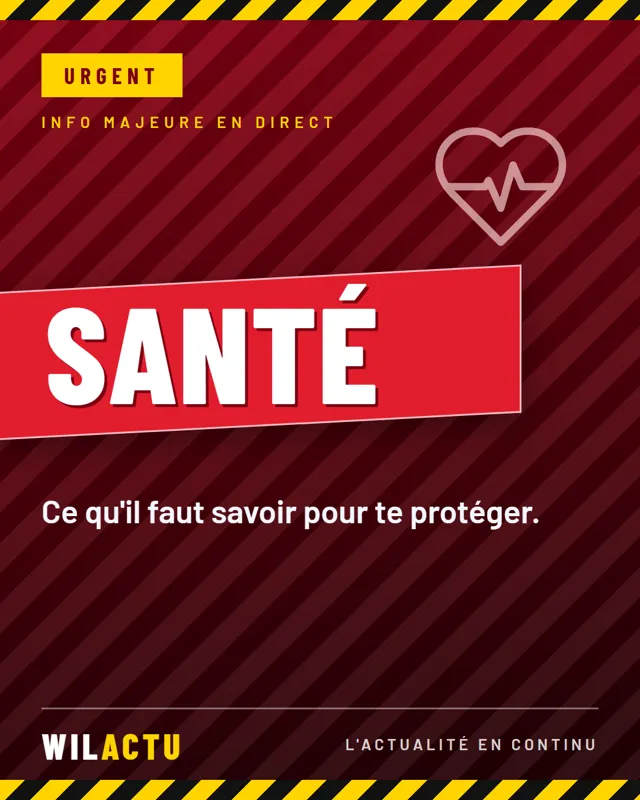 URGENT
INFO MAJEURE EN DIRECT
SANTÉ
Ce qu'il faut savoir pour te protéger.
WILACTU
L'ACTUALITÉ EN CONTINU